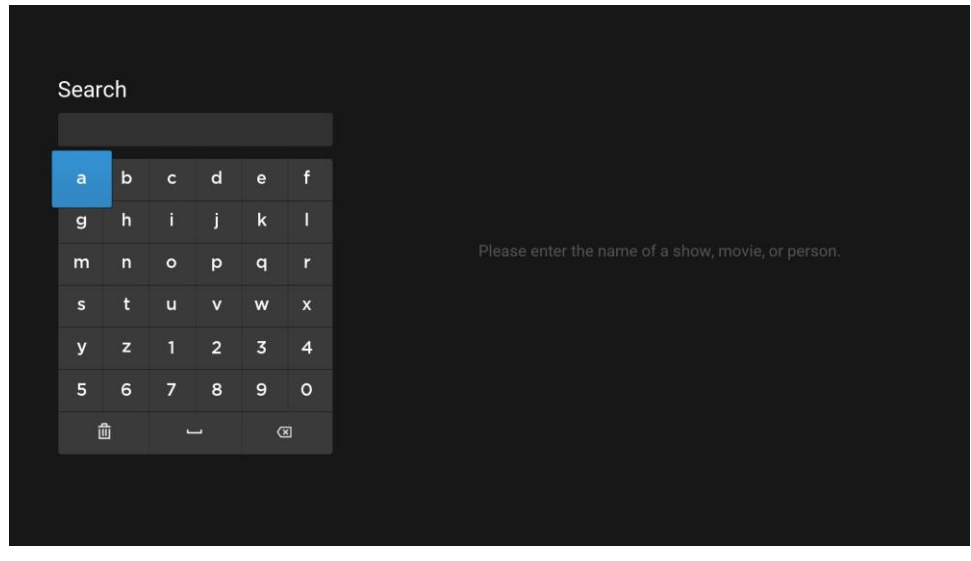 Search
a b c d e f
g h i j k l
Please enter the name of a show, movie, or person.
m n o p q r
s t u v w x
y z 1 2 3 4
5 6 7 8 9 0